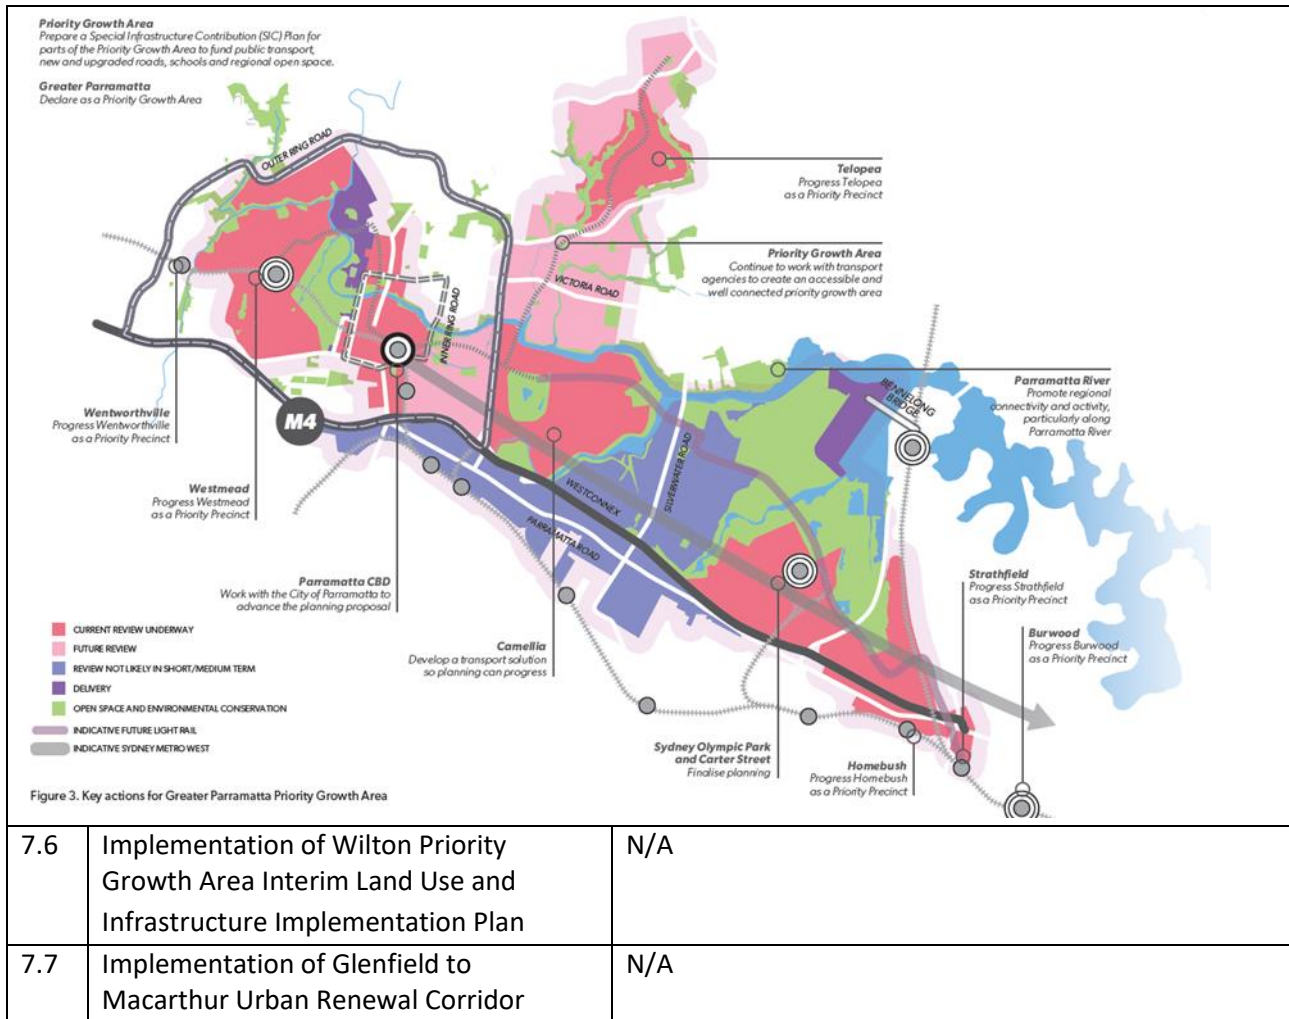 Priority Growth Area
Prepare a Special Infrastructure Contribution (SIC) Plan for
parts of the Priority Growth Area to fund public transport,
new and upgraded roads, schools and regional open space.
Greater Parramatta
Declare as a Priority Growth Area
OUTER RING ROAD
Telopea
Progress Telopea
as a Priority Precinct
Priority Growth Area
Continue to work with transport
agencies to create an accessible and
well connected priority growth area
VICTORIA ROAD
INNER RING ROAD
Parramatta River
Promote regional
connectivity and activity,
particularly along
Parramatta River
BENNELONG
BRIDGE
Wentworthville
Progress Wentworthville
as a Priority Precinct
M4
SILVERWATER ROAD
WESTCONNEX
PARRAMATTA ROAD
Westmead
Progress Westmead
as a Priority Precinct
Parramatta CBD
Work with the City of Parramatta to
advance the planning proposal
Strathfield
Progress Strathfield
as a Priority Precinct
Camellia
Develop a transport solution
so planning can progress
Burwood
Progress Burwood
as a Priority Precinct
CURRENT REVIEW UNDERWAY
FUTURE REVIEW
REVIEW NOT LIKELY IN SHORT/MEDIUM TERM
DELIVERY
OPEN SPACE AND ENVIRONMENTAL CONSERVATION
INDICATIVE FUTURE LIGHT RAIL
INDICATIVE SYDNEY METRO WEST
Sydney Olympic Park
and Carter Street
Finalise planning
Homebush
Progress Homebush
as a Priority Precinct
Figure 3. Key actions for Greater Parramatta Priority Growth Area
7.6 Implementation of Wilton Priority N/A
Growth Area Interim Land Use and
Infrastructure Implementation Plan
7.7 Implementation of Glenfield to N/A
Macarthur Urban Renewal Corridor